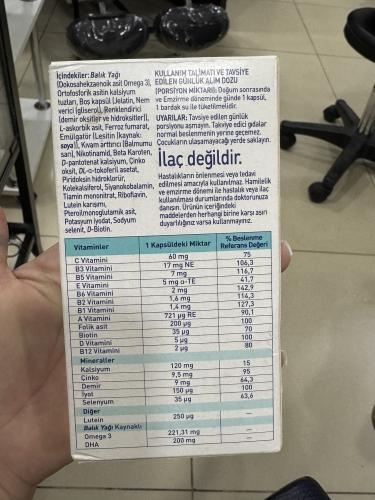 İçindekiler: Balık Yağı
[Dokosahekzaenoik asit Omega 3],
Ortofosforik asitin kalsiyum
tuzları, Boş kapsül [Jelatin, Nem
verici (gliserol), Renklendirici
(demir oksitler ve hidroksitler)],
L-askorbik asit, Ferroz fumarat,
Emülgatör (Lesitin [kaynak:
soya]), Kıvam arttırıcı (Balmumu
sarı), Nikotinamid, Beta Karoten,
D-pantotenat kalsiyum, Çinko
oksit, DL-α-tokoferil asetat,
Piridoksin hidroklorür,
Kolekalsiferol, Siyanokobalamin,
Tiamin mononitrat, Riboflavin,
Lutein karışımı,
Pteroilmonoglutamik asit,
Potasyum iyodat, Sodyum
selenit, D-Biotin.
KULLANIM TALİMATI VE TAVSİYE
EDİLEN GÜNLÜK ALIM DOZU
(PORSİYON MİKTARI): Doğum sonrasında
ve Emzirme döneminde günde 1 kapsül,
1 bardak su ile tüketilmelidir.
UYARILAR: Tavsiye edilen günlük
porsiyonu aşmayın. Takviye edici gıdalar
normal beslenmenin yerine geçemez.
Çocukların ulaşamayacağı yerde saklayın.
İlaç değildir.
Hastalıkların önlenmesi veya tedavi
edilmesi amacıyla kullanılmaz. Hamilelik
ve emzirme dönemi ile hastalık veya ilaç
kullanılması durumlarında doktorunuza
danışın. Ürünün içeriğindeki
maddelerden herhangi birine karşı aşırı
duyarlılığınız varsa kullanmayınız.
Vitaminler 1 Kapsüldeki Miktar % Beslenme Referans Değeri
C Vitamini 60 mg 75
B3 Vitamini 17 mg NE 106,3
B5 Vitamini 7 mg 116,7
E Vitamini 5 mg α-TE 41,7
B6 Vitamini 2 mg 142,9
B2 Vitamini 1,6 mg 114,3
B1 Vitamini 1,4 mg 127,3
A Vitamini 721 µg RE 90,1
Folik asit 200 µg 100
Biotin 35 µg 70
D Vitamini 5 µg 100
B12 Vitamini 2 µg 80
Mineraller
Kalsiyum 120 mg 15
Çinko 9,5 mg 95
Demir 9 mg 64,3
İyot 150 µg 100
Selenyum 35 µg 63,6
Diğer
Lutein 250 µg —
Balık Yağı Kaynaklı
Omega 3 221,31 mg —
DHA 200 mg —